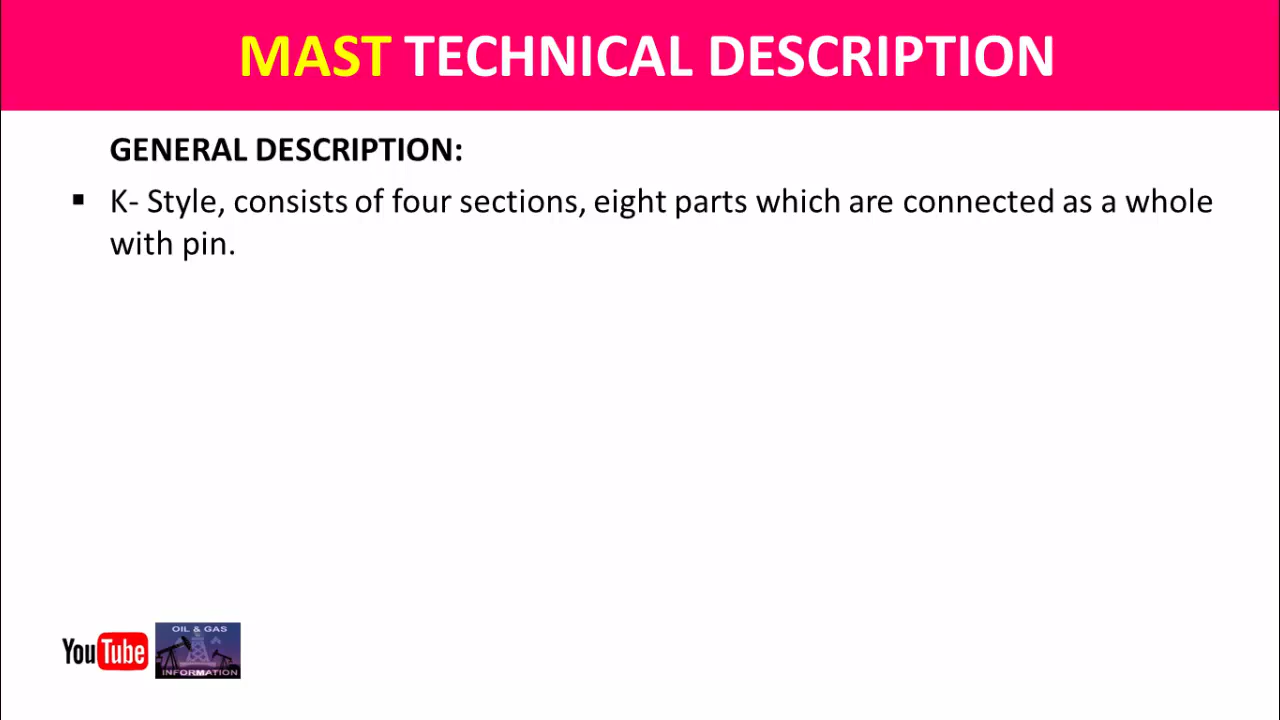 MAST TECHNICAL DESCRIPTION
GENERAL DESCRIPTION:
▪ K- Style, consists of four sections, eight parts which are connected as a whole
with pin.
YouTube
OIL & GAS
INFORMATION